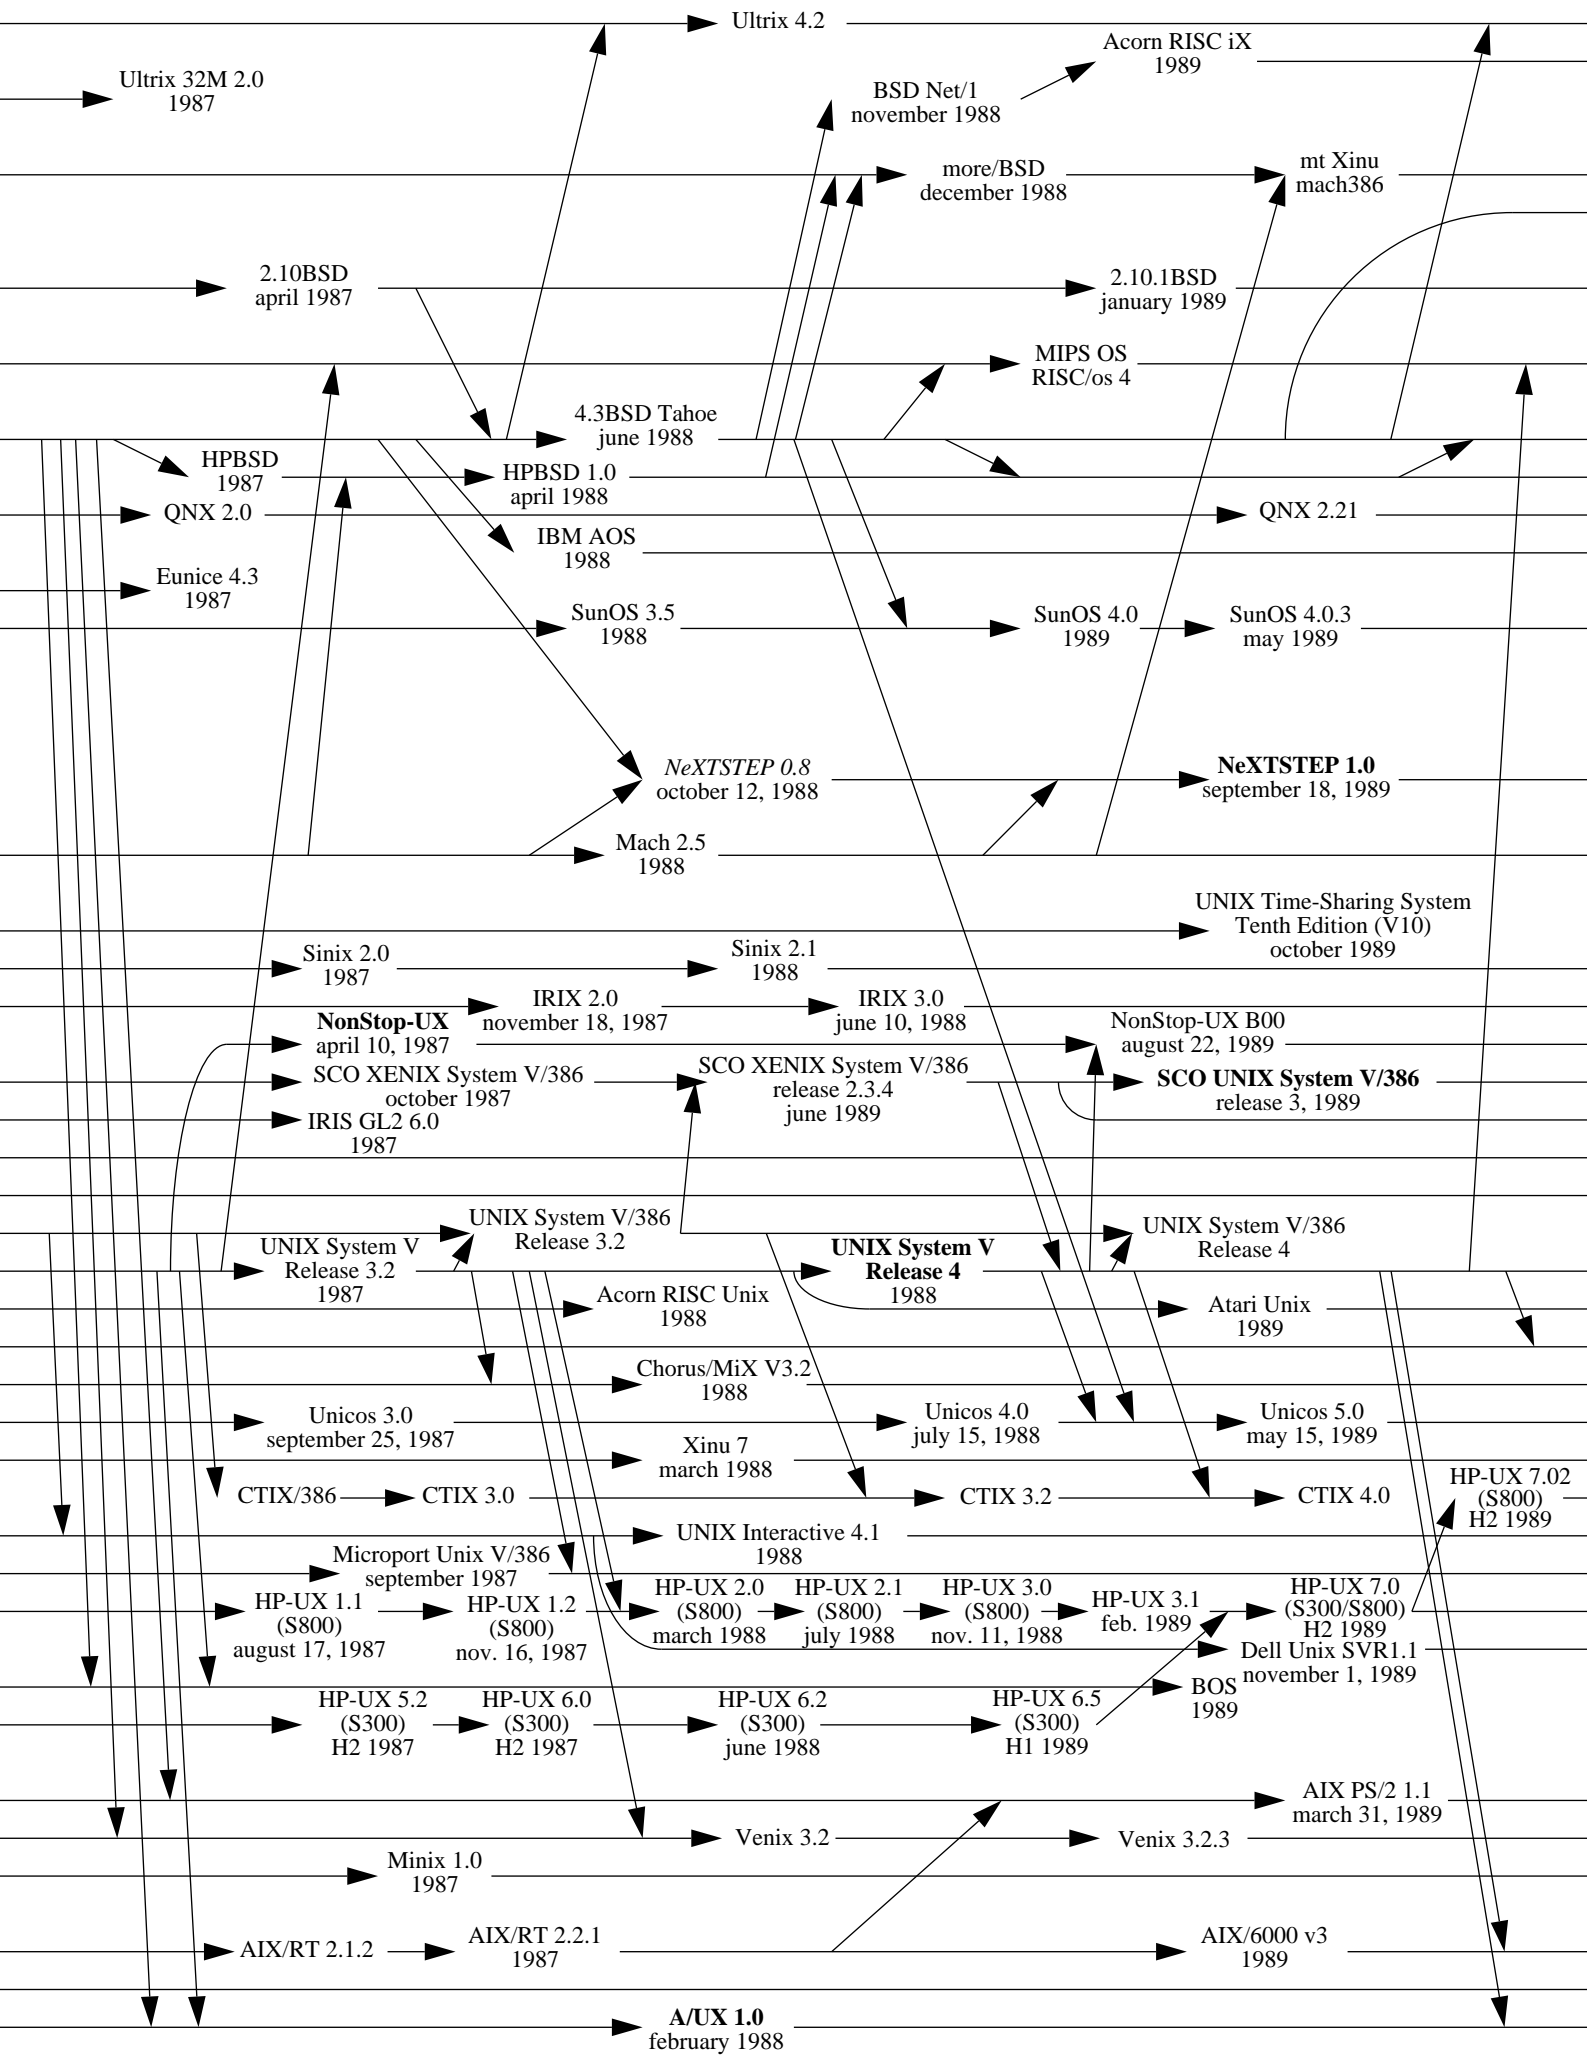 Ultrix 4.2
Acorn RISC iX
1989
Ultrix 32M 2.0
1987
BSD Net/1
november 1988
more/BSD
december 1988
mt Xinu
mach386
2.10BSD
april 1987
2.10.1BSD
january 1989
MIPS OS
RISC/os 4
4.3BSD Tahoe
june 1988
HPBSD
1987
HPBSD 1.0
april 1988
QNX 2.0
QNX 2.21
IBM AOS
1988
Eunice 4.3
1987
SunOS 3.5
1988
SunOS 4.0
1989
SunOS 4.0.3
may 1989
NeXTSTEP 0.8
october 12, 1988
NeXTSTEP 1.0
september 18, 1989
Mach 2.5
1988
UNIX Time-Sharing System
Tenth Edition (V10)
october 1989
Sinix 2.0
1987
Sinix 2.1
1988
IRIX 2.0
november 18, 1987
IRIX 3.0
june 10, 1988
NonStop-UX
april 10, 1987
NonStop-UX B00
august 22, 1989
SCO XENIX System V/386
october 1987
SCO XENIX System V/386
release 2.3.4
june 1989
SCO UNIX System V/386
release 3, 1989
IRIS GL2 6.0
1987
UNIX System V/386
Release 3.2
UNIX System V/386
Release 4
UNIX System V
Release 3.2
1987
UNIX System V
Release 4
1988
Acorn RISC Unix
1988
Atari Unix
1989
Chorus/MiX V3.2
1988
Unicos 3.0
september 25, 1987
Unicos 4.0
july 15, 1988
Unicos 5.0
may 15, 1989
Xinu 7
march 1988
CTIX/386
CTIX 3.0
CTIX 3.2
CTIX 4.0
HP-UX 7.02
(S800)
H2 1989
UNIX Interactive 4.1
1988
Microport Unix V/386
september 1987
HP-UX 1.1
(S800)
august 17, 1987
HP-UX 1.2
(S800)
nov. 16, 1987
HP-UX 2.0
(S800)
march 1988
HP-UX 2.1
(S800)
july 1988
HP-UX 3.0
(S800)
nov. 11, 1988
HP-UX 3.1
feb. 1989
HP-UX 7.0
(S300/S800)
H2 1989
Dell Unix SVR1.1
november 1, 1989
BOS
1989
HP-UX 5.2
(S300)
H2 1987
HP-UX 6.0
(S300)
H2 1987
HP-UX 6.2
(S300)
june 1988
HP-UX 6.5
(S300)
H1 1989
AIX PS/2 1.1
march 31, 1989
Venix 3.2
Venix 3.2.3
Minix 1.0
1987
AIX/RT 2.1.2
AIX/RT 2.2.1
1987
AIX/6000 v3
1989
A/UX 1.0
february 1988